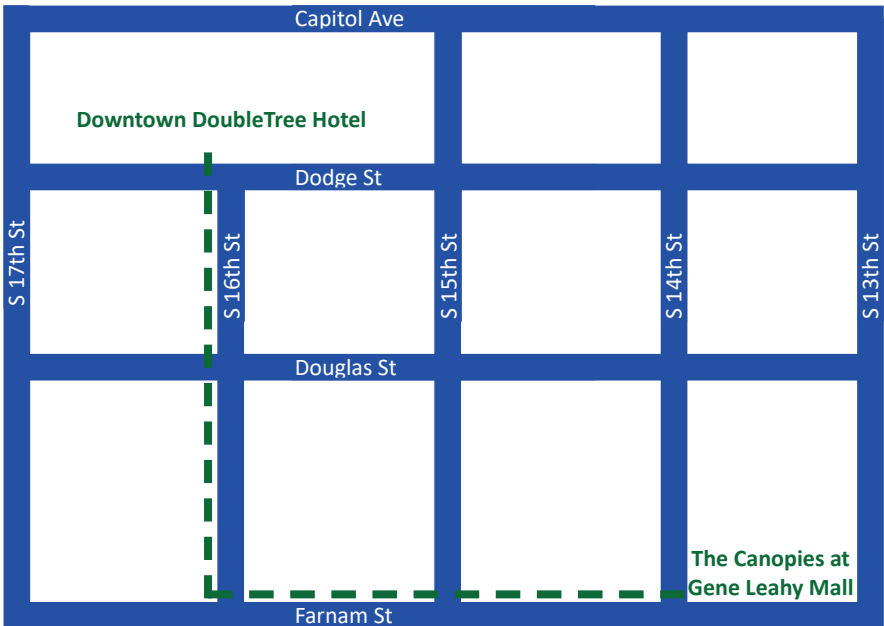 Capitol Ave
Downtown DoubleTree Hotel
Dodge St
S 17th St
S 16th St
S 15th St
S 14th St
S 13th St
Douglas St
The Canopies at
Gene Leahy Mall
Farnam St